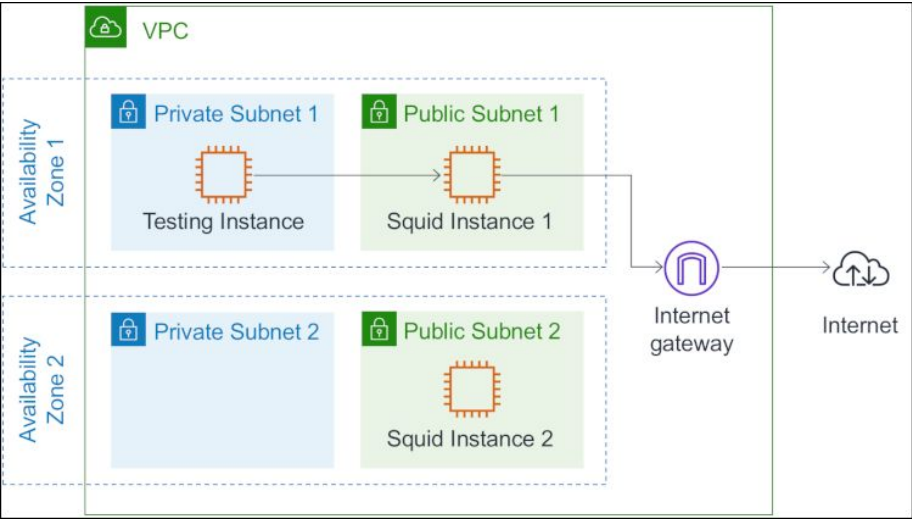 VPC
Availability
Zone 1
Private Subnet 1
Testing Instance
Public Subnet 1
Squid Instance 1
Availability
Zone 2
Private Subnet 2
Public Subnet 2
Squid Instance 2
Internet
gateway
Internet